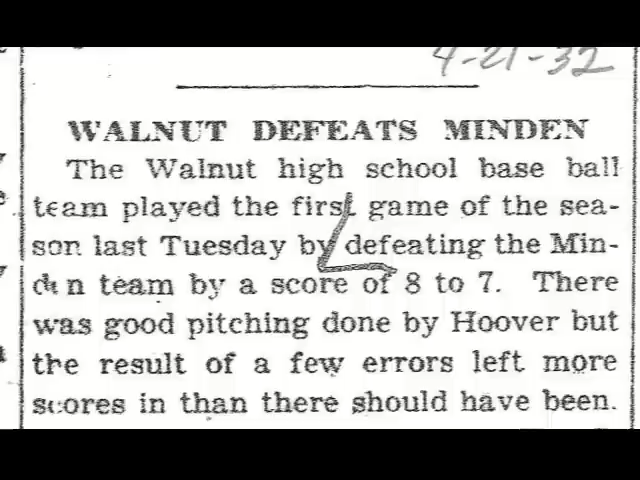 4-21-32
WALNUT DEFEATS MINDEN
The Walnut high school base ball
team played the first game of the sea-
son last Tuesday by defeating the Min-
den team by a score of 8 to 7. There
was good pitching done by Hoover but
the result of a few errors left more
scores in than there should have been.